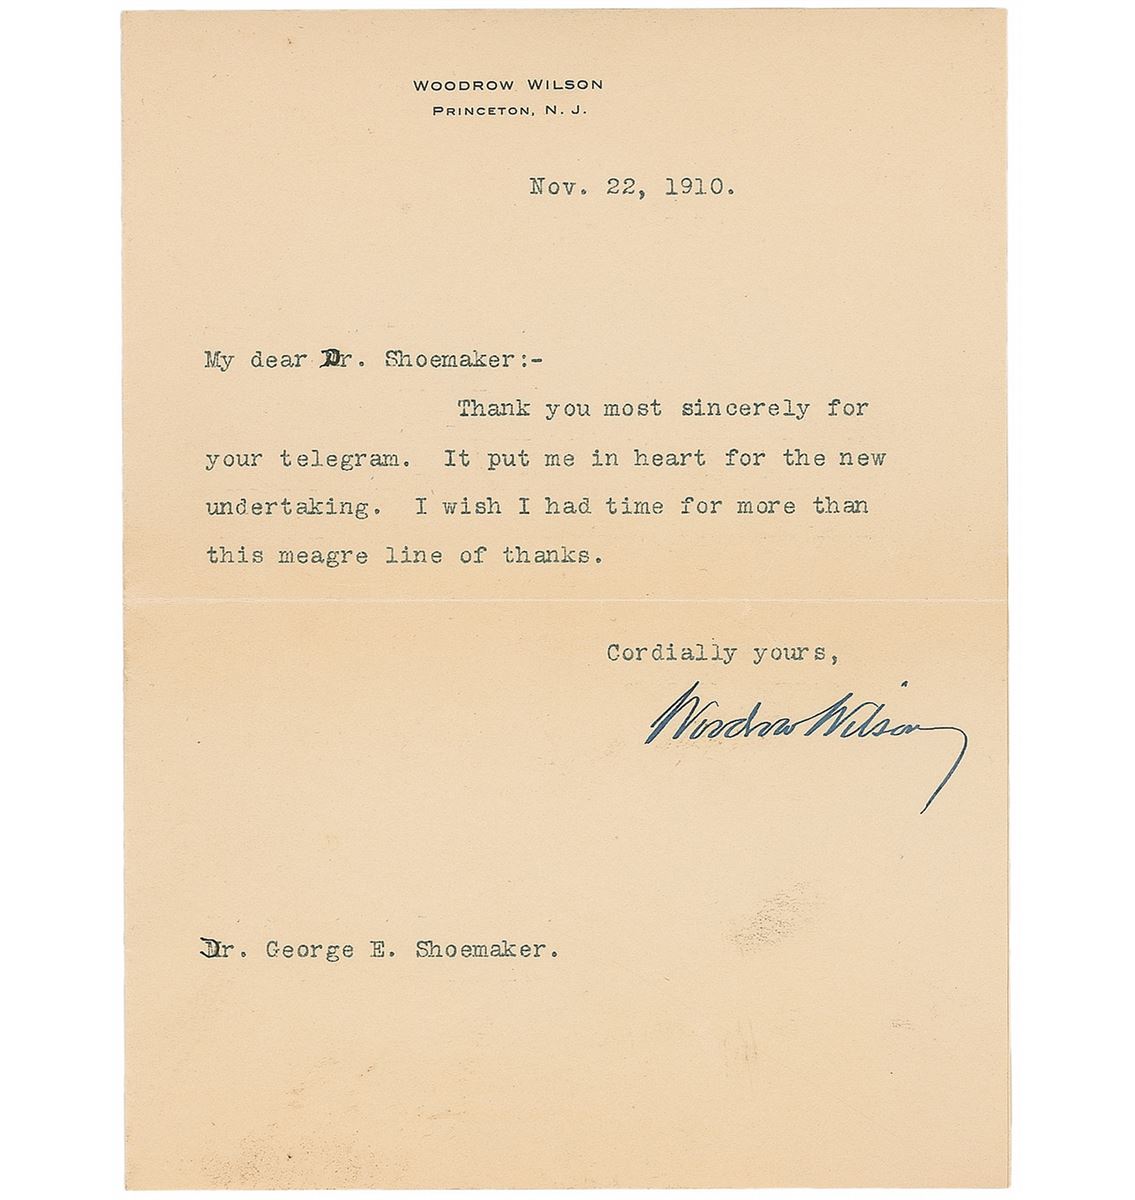 WOODROW WILSON
PRINCETON, N. J.
Nov. 22, 1910.
My dear Dr. Shoemaker:-
Thank you most sincerely for
your telegram. It put me in heart for the new
undertaking. I wish I had time for more than
this meagre line of thanks.
Cordially yours,
Woodrow Wilson
Dr. George E. Shoemaker.